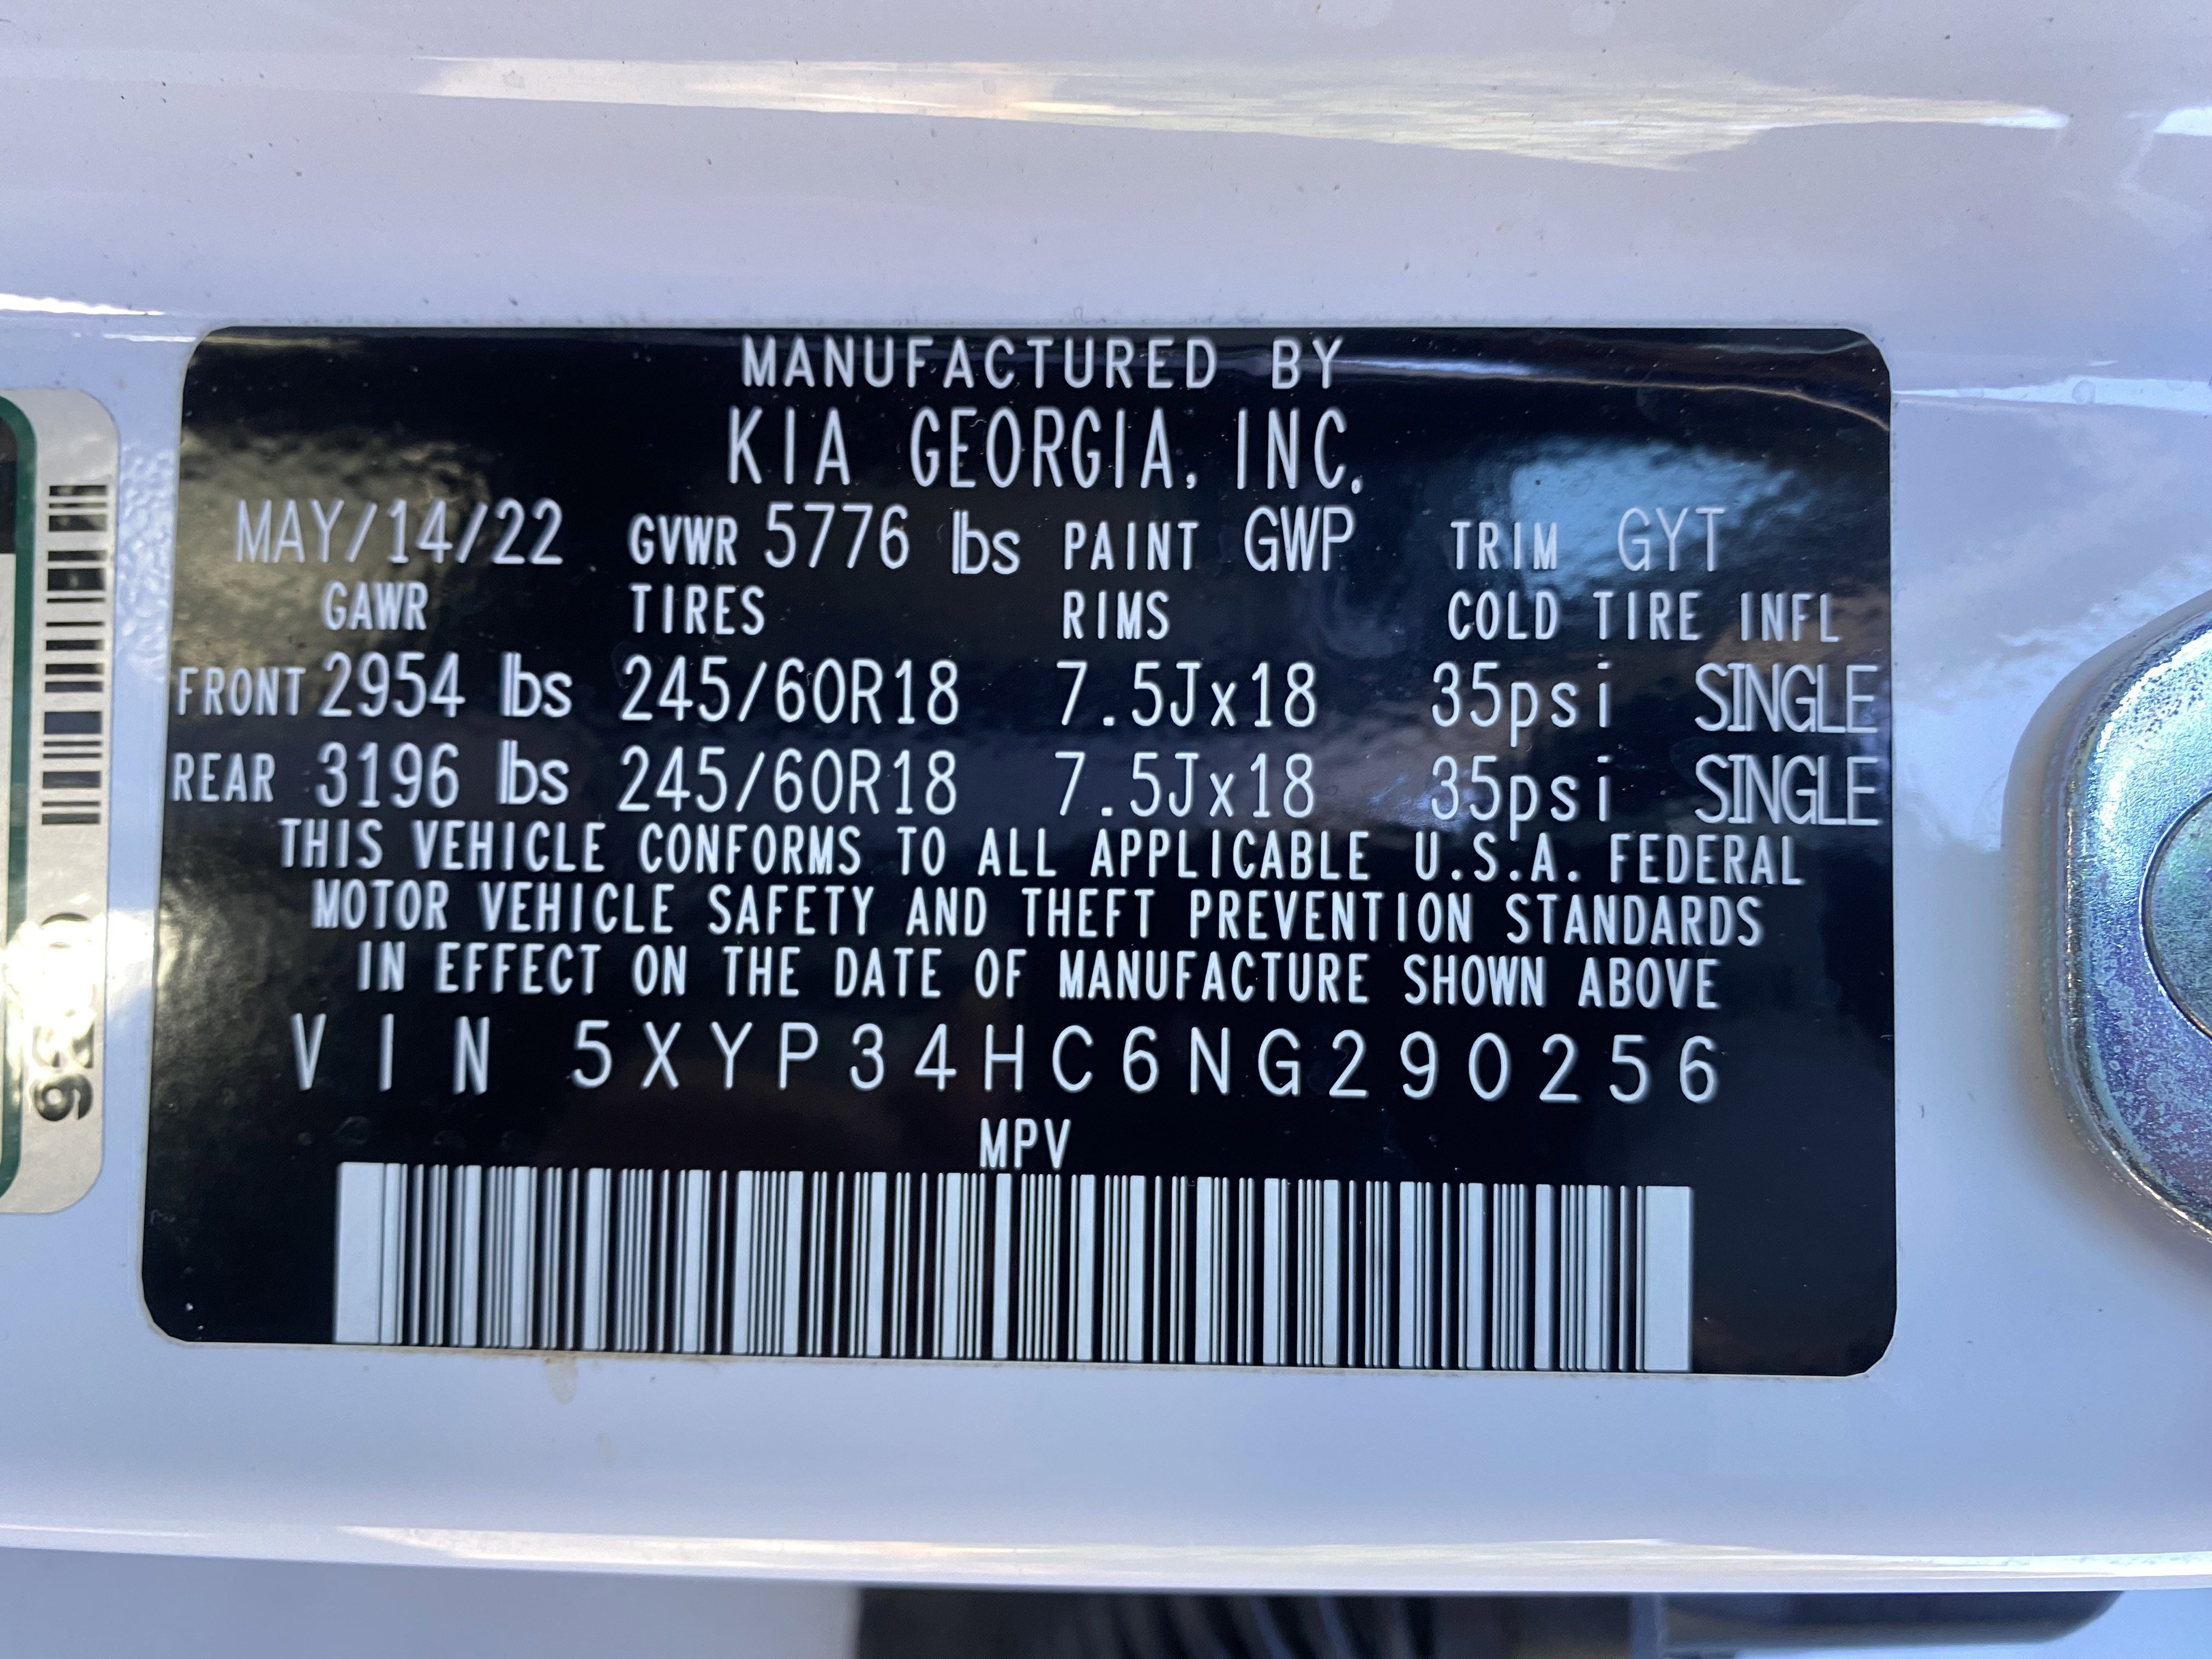 MANUFACTURED BY
KIA GEORGIA, INC.
MAY/14/22 GVWR 5776 lbs PAINT GWP TRIM GYT
GAWR TIRES RIMS COLD TIRE INFL
FRONT 2954 lbs 245/60R18 7.5Jx18 35psi SINGLE
REAR 3196 lbs 245/60R18 7.5Jx18 35psi SINGLE
THIS VEHICLE CONFORMS TO ALL APPLICABLE U.S.A. FEDERAL
MOTOR VEHICLE SAFETY AND THEFT PREVENTION STANDARDS
IN EFFECT ON THE DATE OF MANUFACTURE SHOWN ABOVE
VIN 5XYP34HC6NG290256
MPV